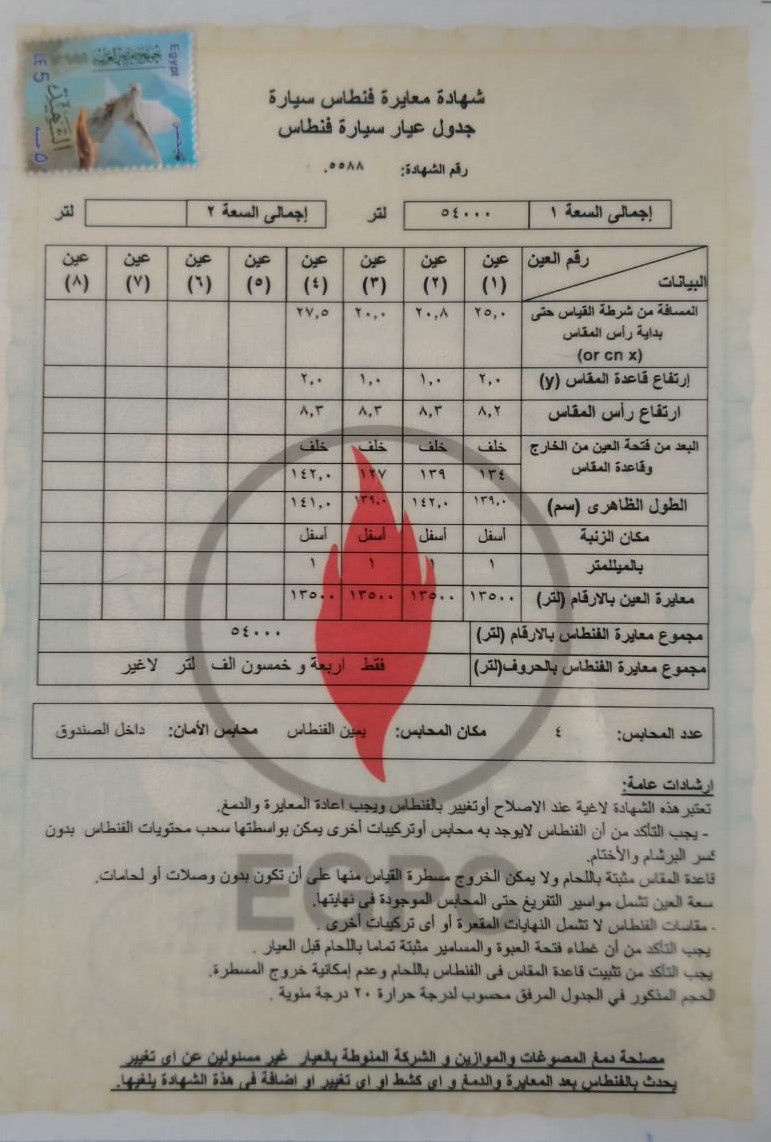 Egypt
جمهورية مصر العربية
LE 5
مصر
٥ جنيه
شهادة معايرة فنطاس سيارة
جدول عيار سيارة فنطاس
رقم الشهادة: ٠٥٥٨٨
إجمالى السعة ١ ٥٤٠٠٠ لتر إجمالى السعة ٢ لتر
رقم العين البيانات عين (١) عين (٢) عين (٣) عين (٤) عين (٥) عين (٦) عين (٧) عين (٨)
المسافة من شرطة القياس حتى بداية رأس المقاس (or cn x) ٢٥,٠ ٢٠,٨ ٢٠,٠ ٢٧,٥
إرتفاع قاعدة المقاس (y) ٢,٠ ١,٠ ١,٠ ٢,٠
ارتفاع رأس المقاس ٨,٢ ٨,٣ ٨,٣ ٨,٣
البعد من فتحة العين من الخارج وقاعدة المقاس خلف خلف خلف خلف
١٣٤ ١٣٩ ١٢٧ ١٤٢,٠
الطول الظاهرى (سم) ١٣٩,٠ ١٤٢,٠ ١٣٩,٠ ١٤١,٠
مكان الزنبة أسفل أسفل أسفل أسفل
بالميللمتر ١ ١ ١ ١
معايرة العين بالارقام (لتر) ١٣٥٠٠ ١٣٥٠٠ ١٣٥٠٠ ١٣٥٠٠
مجموع معايرة الفنطاس بالارقام (لتر) ٥٤٠٠٠
مجموع معايرة الفنطاس بالحروف(لتر) فقط اربعة و خمسون الف لتر لاغير
عدد المحابس: ٤ مكان المحابس: يمين الفنطاس محابس الأمان: داخل الصندوق
ارشادات عامة:
تعتبر هذه الشهادة لاغية عند الاصلاح أوتغيير بالفنطاس ويجب اعادة المعايرة والدمغ.
- يجب التأكد من أن الفنطاس لايوجد به محابس أوتركيبات أخرى يمكن بواسطتها سحب محتويات الفنطاس بدون
كسر البرشام والأختام.
قاعدة المقاس مثبتة باللحام ولا يمكن الخروج مسطرة القياس منها على أن تكون بدون وصلات أو لحامات.
سعة العين تشمل مواسير التفريغ حتى المحابس الموجودة فى نهايتها.
- مقاسات الفنطاس لا تشمل النهايات المقعرة أو أى تركيبات أخرى .
يجب التأكد من أن غطاء فتحة العبوة والمسامير مثبتة تماما باللحام قبل العيار .
يجب التأكد من تثبيت قاعدة المقاس فى الفنطاس باللحام وعدم إمكانية خروج المسطرة.
الحجم المذكور في الجدول المرفق محسوب لدرجة حرارة ٢٠ درجة مئوية .
مصلحة دمغ المصوغات والموازين و الشركة المنوطة بالعيار غير مسئولين عن اى تغيير
يحدث بالفنطاس بعد المعايرة والدمغ و اى كشط او اى تغيير او اضافة فى هذة الشهادة يلغيها.
EGPC